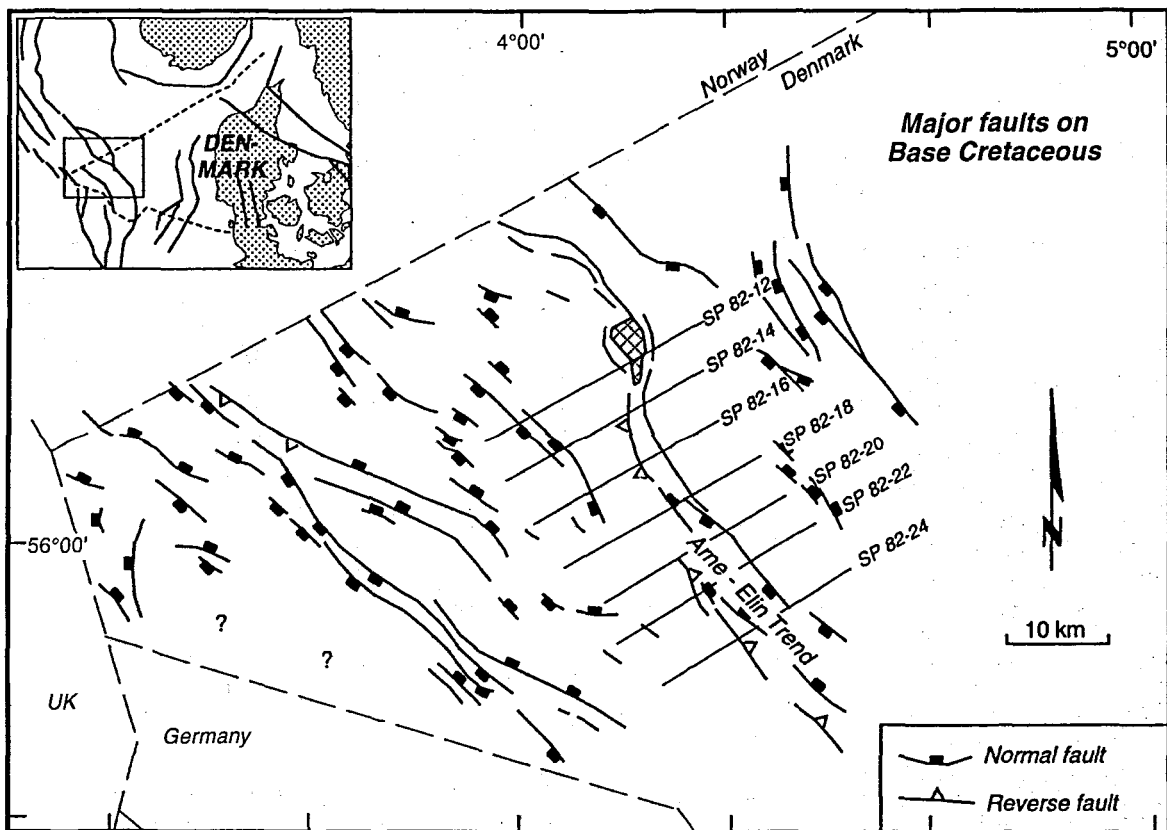 4°00'
5°00'
Norway
Denmark
Major faults on
Base Cretaceous
DEN-
MARK
SP 82-12
SP 82-14
SP 82-16
SP 82-18
SP 82-20
SP 82-22
SP 82-24
56°00'
Arne - Elin Trend
N
10 km
?
?
UK
Germany
Normal fault
Reverse fault